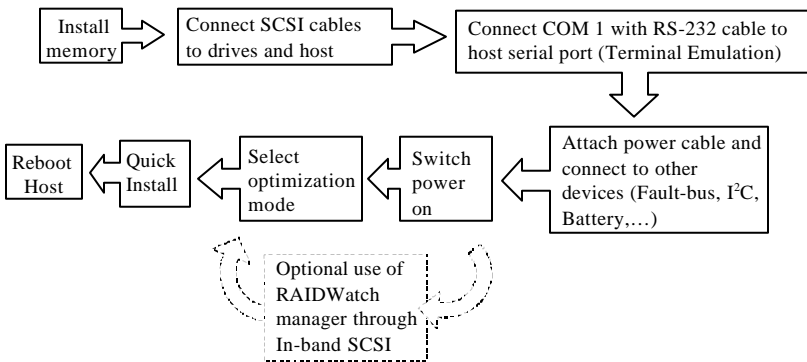 Install
memory
Connect SCSI cables
to drives and host
Connect COM 1 with RS-232 cable to
host serial port (Terminal Emulation)
Attach power cable and
connect to other
devices (Fault-bus, I²C,
Battery,…)
Switch
power
on
Select
optimization
mode
Quick
Install
Reboot
Host
Optional use of
RAIDWatch
manager through
In-band SCSI